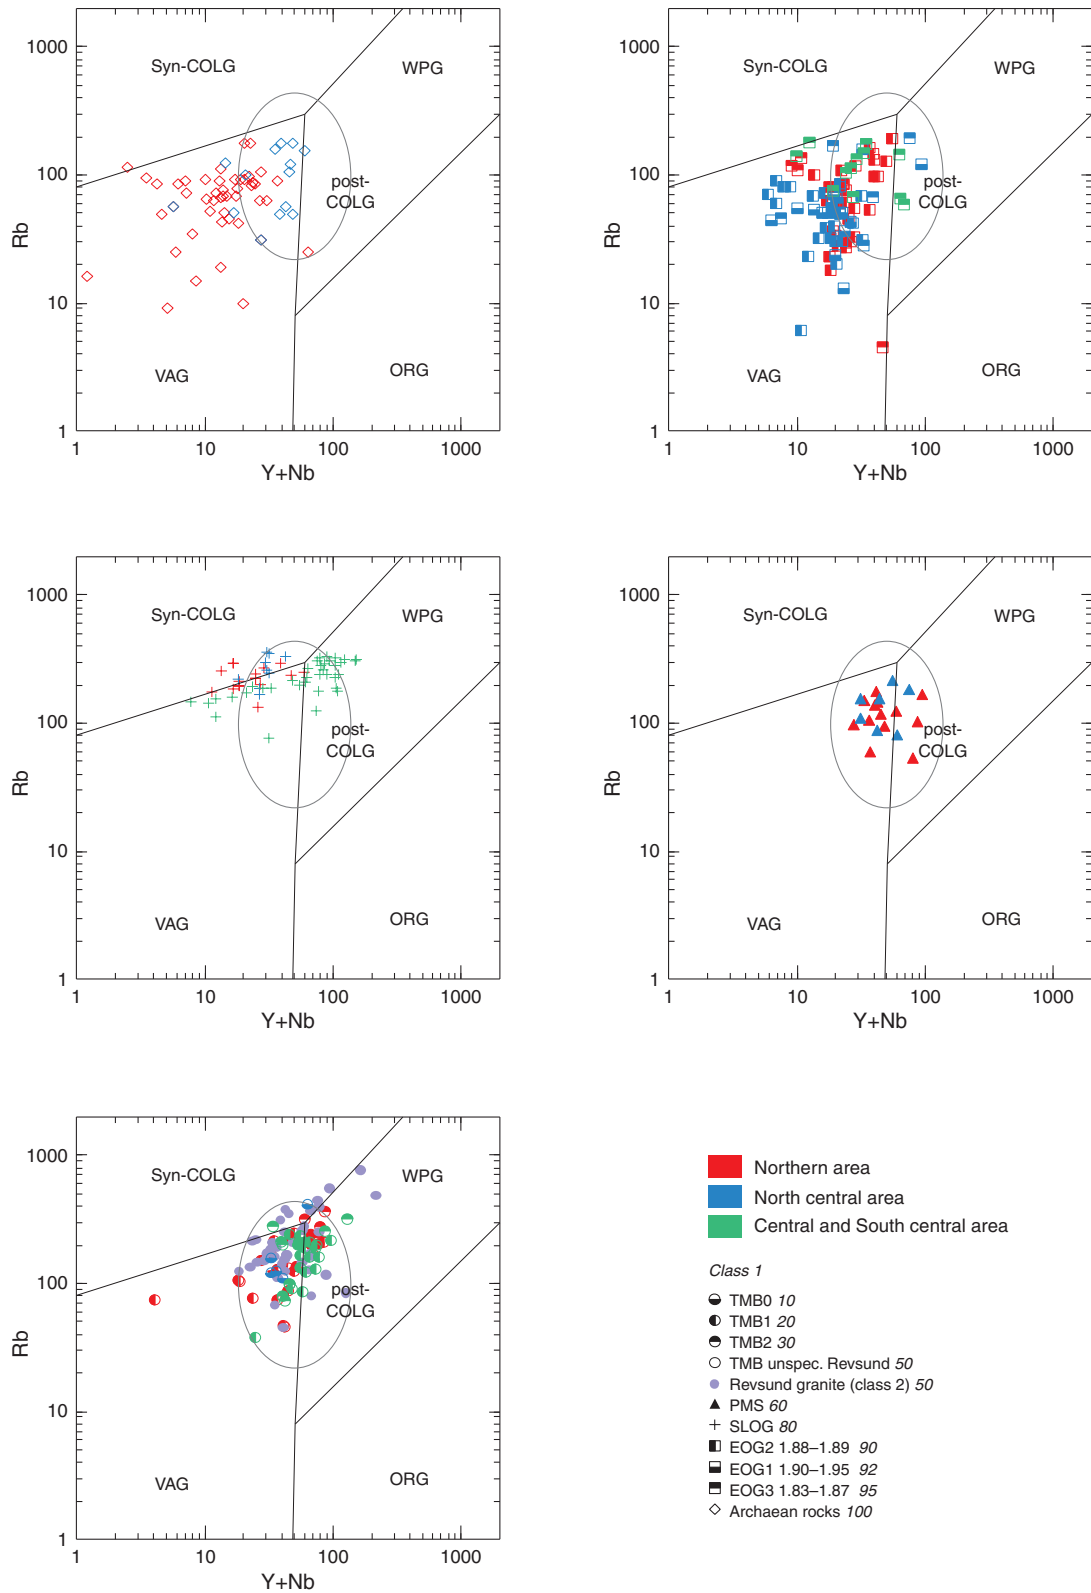 1000
Syn-COLG
WPG
100
post-
COLG
Rb
10
VAG
ORG
1
1 10 100 1000
Y+Nb
1000
Syn-COLG
WPG
100
post-
COLG
Rb
10
VAG
ORG
1
1 10 100 1000
Y+Nb
1000
Syn-COLG
WPG
100
post-
COLG
Rb
10
VAG
ORG
1
1 10 100 1000
Y+Nb
1000
Syn-COLG
WPG
100
post-
COLG
Rb
10
VAG
ORG
1
1 10 100 1000
Y+Nb
1000
Syn-COLG
WPG
100
post-
COLG
Rb
10
VAG
ORG
1
1 10 100 1000
Y+Nb
Northern area
North central area
Central and South central area
Class 1
TMB0 10
TMB1 20
TMB2 30
TMB unspec. Revsund 50
Revsund granite (class 2) 50
PMS 60
SLOG 80
EOG2 1.88–1.89 90
EOG1 1.90–1.95 92
EOG3 1.83–1.87 95
Archaean rocks 100